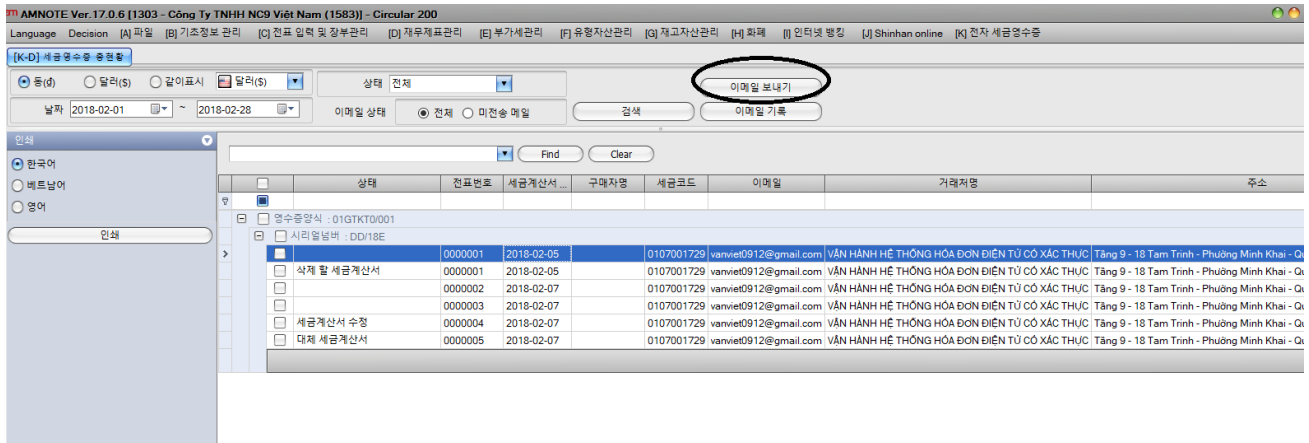 AMNOTE Ver.17.0.6 [1303 - Công Ty TNHH NC9 Việt Nam (1583)] - Circular 200
Language Decision [A] 파일 [B] 기초정보 관리 [C] 전표 입력 및 장부관리 [D] 재무제표관리 [E] 부가세관리 [F] 유형자산관리 [G] 재고자산관리 [H] 화폐 [I] 인터넷 뱅킹 [J] Shinhan online [K] 전자 세금영수증
[K-D] 세금영수증 총현황
동(₫) 달러($) 같이표시 달러($) 상태 전체 이메일 보내기
날짜 2018-02-01 ~ 2018-02-28 이메일 상태 전체 미전송 메일 검색 이메일 기록
인쇄
한국어
베트남어
영어
인쇄
Find Clear
상태 전표번호 세금계산서 ... 구매자명 세금코드 이메일 거래처명 주소
영수증양식 : 01GTKT0/001
시리얼넘버 : DD/18E
0000001 2018-02-05 0107001729 vanviet0912@gmail.com VẬN HÀNH HỆ THỐNG HÓA ĐƠN ĐIỆN TỬ CÓ XÁC THỰC Tầng 9 - 18 Tam Trinh - Phường Minh Khai - Qu
삭제 할 세금계산서 0000001 2018-02-05 0107001729 vanviet0912@gmail.com VẬN HÀNH HỆ THỐNG HÓA ĐƠN ĐIỆN TỬ CÓ XÁC THỰC Tầng 9 - 18 Tam Trinh - Phường Minh Khai - Qu
0000002 2018-02-07 0107001729 vanviet0912@gmail.com VẬN HÀNH HỆ THỐNG HÓA ĐƠN ĐIỆN TỬ CÓ XÁC THỰC Tầng 9 - 18 Tam Trinh - Phường Minh Khai - Qu
0000003 2018-02-07 0107001729 vanviet0912@gmail.com VẬN HÀNH HỆ THỐNG HÓA ĐƠN ĐIỆN TỬ CÓ XÁC THỰC Tầng 9 - 18 Tam Trinh - Phường Minh Khai - Qu
세금계산서 수정 0000004 2018-02-07 0107001729 vanviet0912@gmail.com VẬN HÀNH HỆ THỐNG HÓA ĐƠN ĐIỆN TỬ CÓ XÁC THỰC Tầng 9 - 18 Tam Trinh - Phường Minh Khai - Qu
대체 세금계산서 0000005 2018-02-07 0107001729 vanviet0912@gmail.com VẬN HÀNH HỆ THỐNG HÓA ĐƠN ĐIỆN TỬ CÓ XÁC THỰC Tầng 9 - 18 Tam Trinh - Phường Minh Khai - Qu